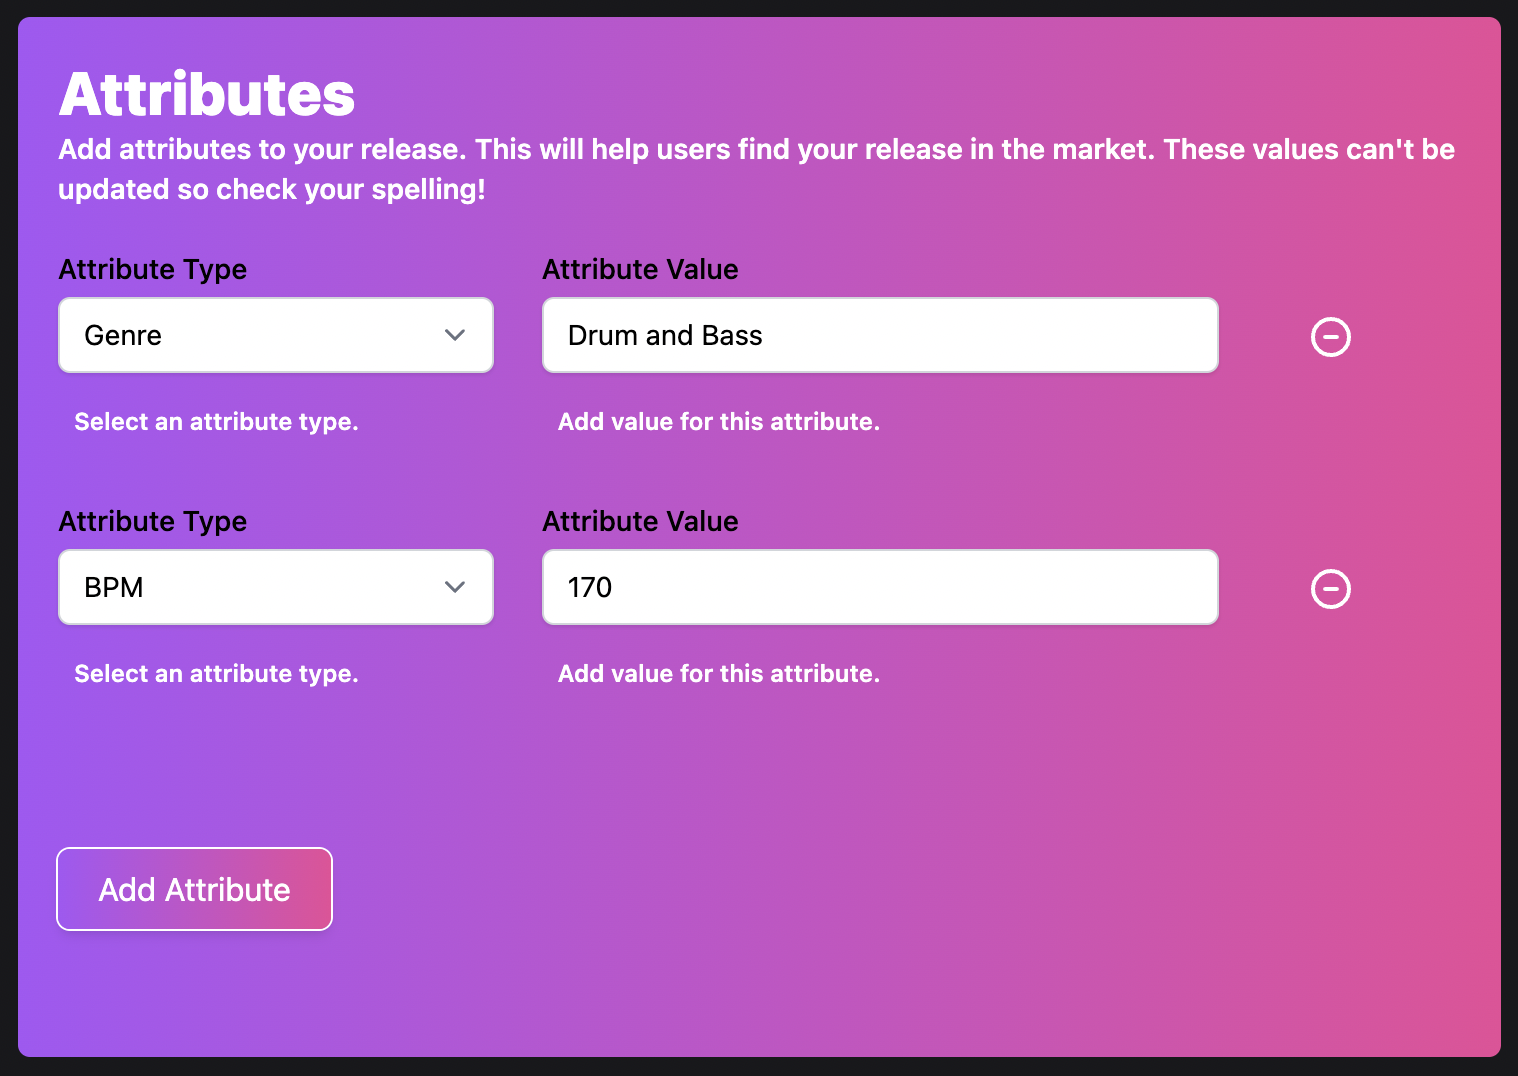 Attributes
Add attributes to your release. This will help users find your release in the market. These values can't be
updated so check your spelling!
Attribute Type
Attribute Value
Genre
Drum and Bass
Select an attribute type.
Add value for this attribute.
Attribute Type
Attribute Value
BPM
170
Select an attribute type.
Add value for this attribute.
Add Attribute